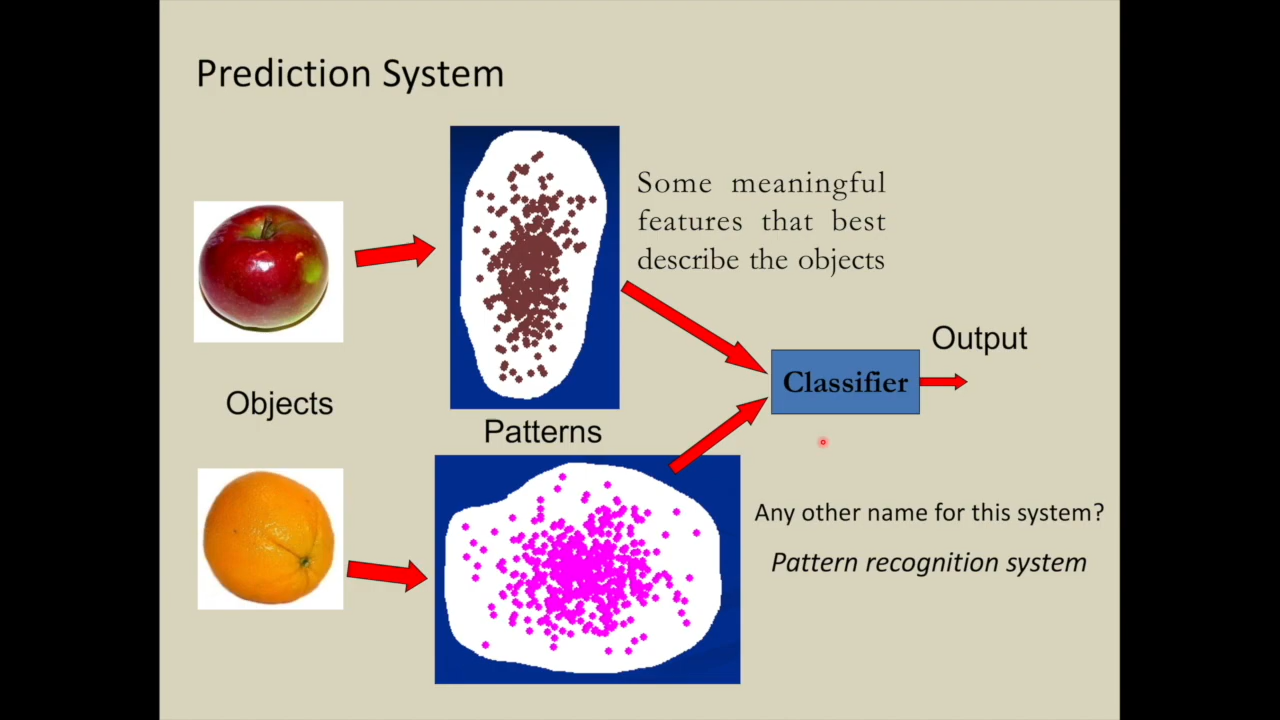 Prediction System
Some meaningful
features that best
describe the objects
Output
Classifier
Objects
Patterns
Any other name for this system?
Pattern recognition system